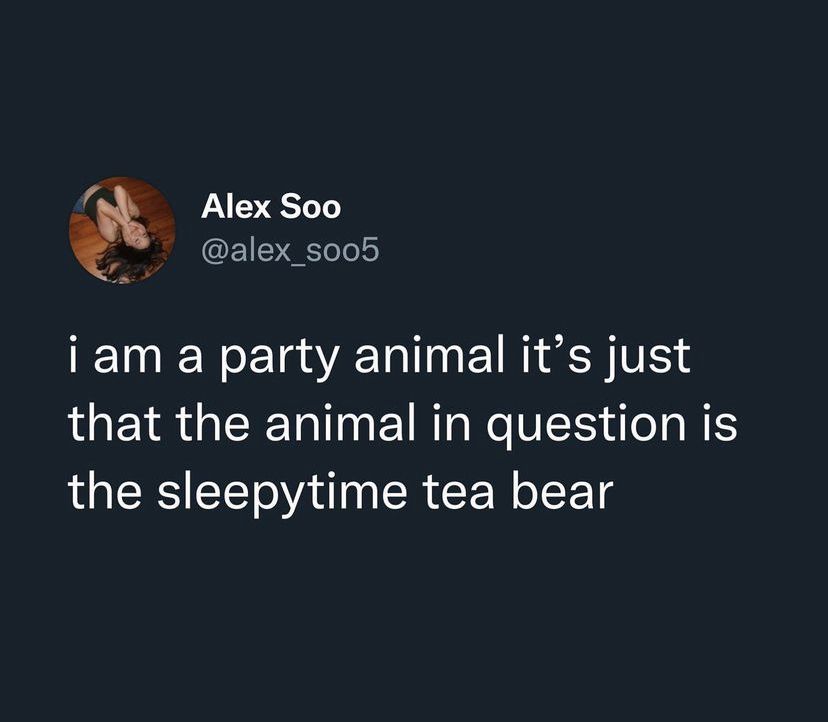 Alex Soo
@alex_soo5
i am a party animal it’s just
that the animal in question is
the sleepytime tea bear